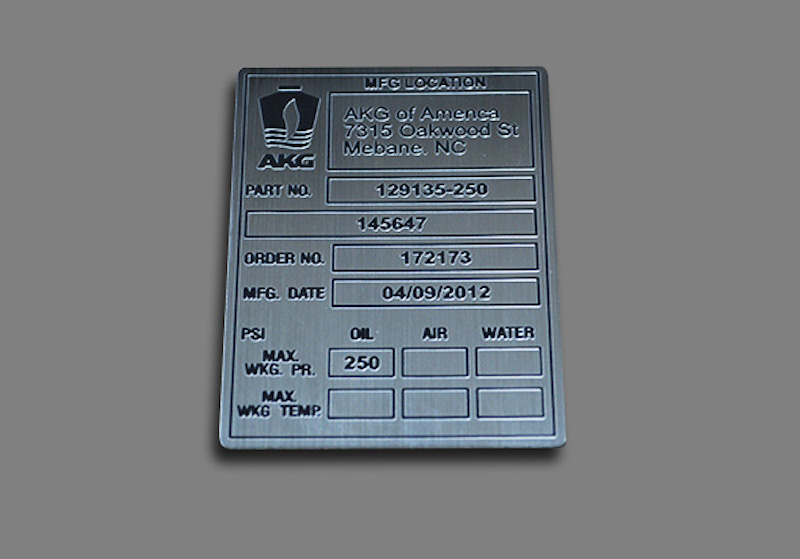 MFG LOCATION
AKG of America
7315 Oakwood St
Mebane, NC
AKG
PART NO. 129135-250
145647
ORDER NO. 172173
MFG. DATE 04/09/2012
PSI OIL AIR WATER
MAX.
WKG. PR. 250
MAX.
WKG TEMP.